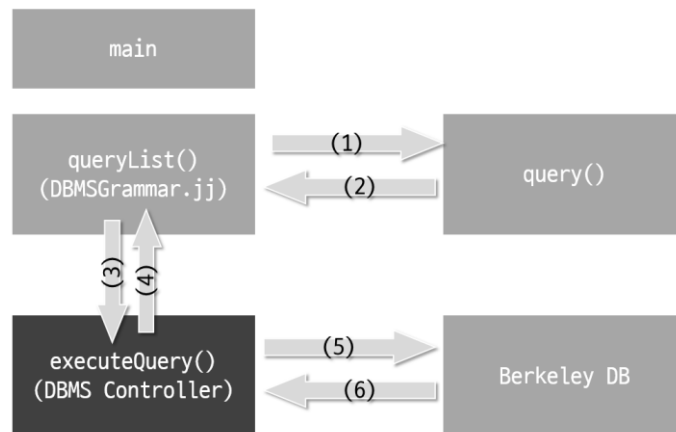 main
queryList()
(DBMSGrammar.jj)
(1)
(2)
query()
(3)
(4)
executeQuery()
(DBMS Controller)
(5)
(6)
Berkeley DB